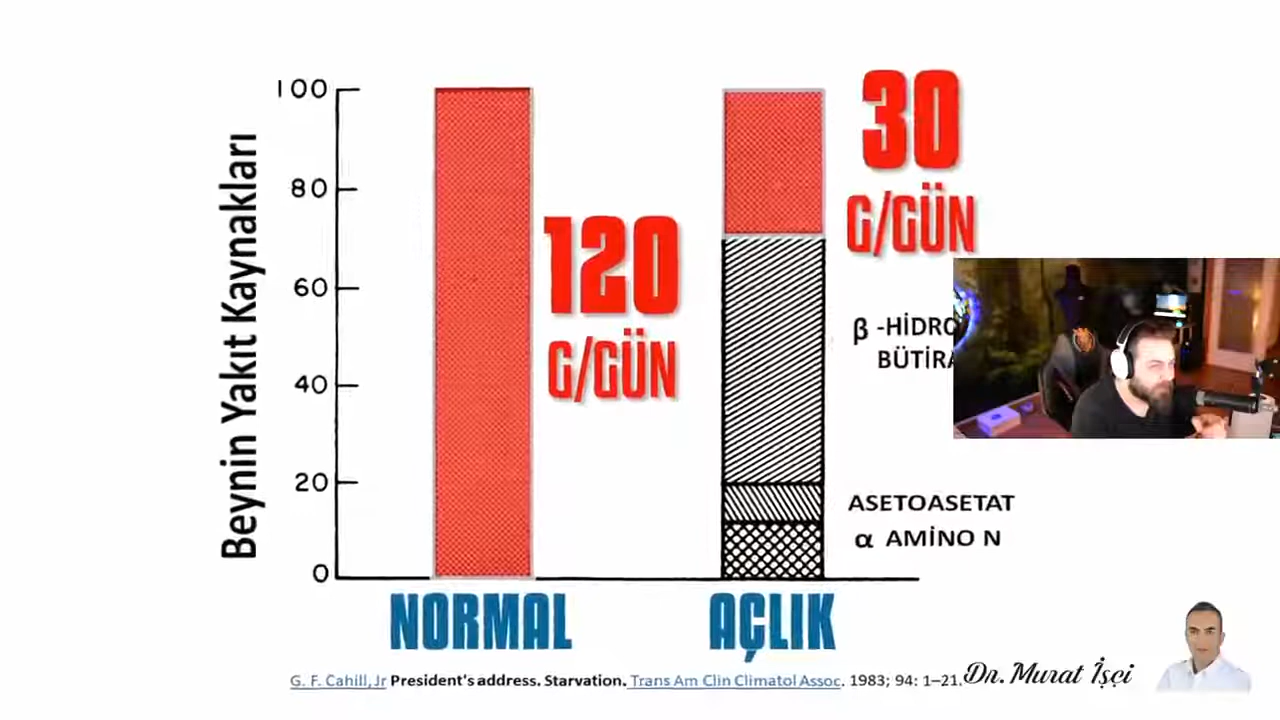 Beynin Yakıt Kaynakları
100
80
60
40
20
0
120
G/GÜN
30
G/GÜN
β -HİDRO
BÜTİRA
ASETOASETAT
α AMİNO N
NORMAL
AÇLIK
G. F. Cahill, Jr President's address. Starvation. Trans Am Clin Climatol Assoc. 1983; 94: 1–21.
Dr. Murat İşçi